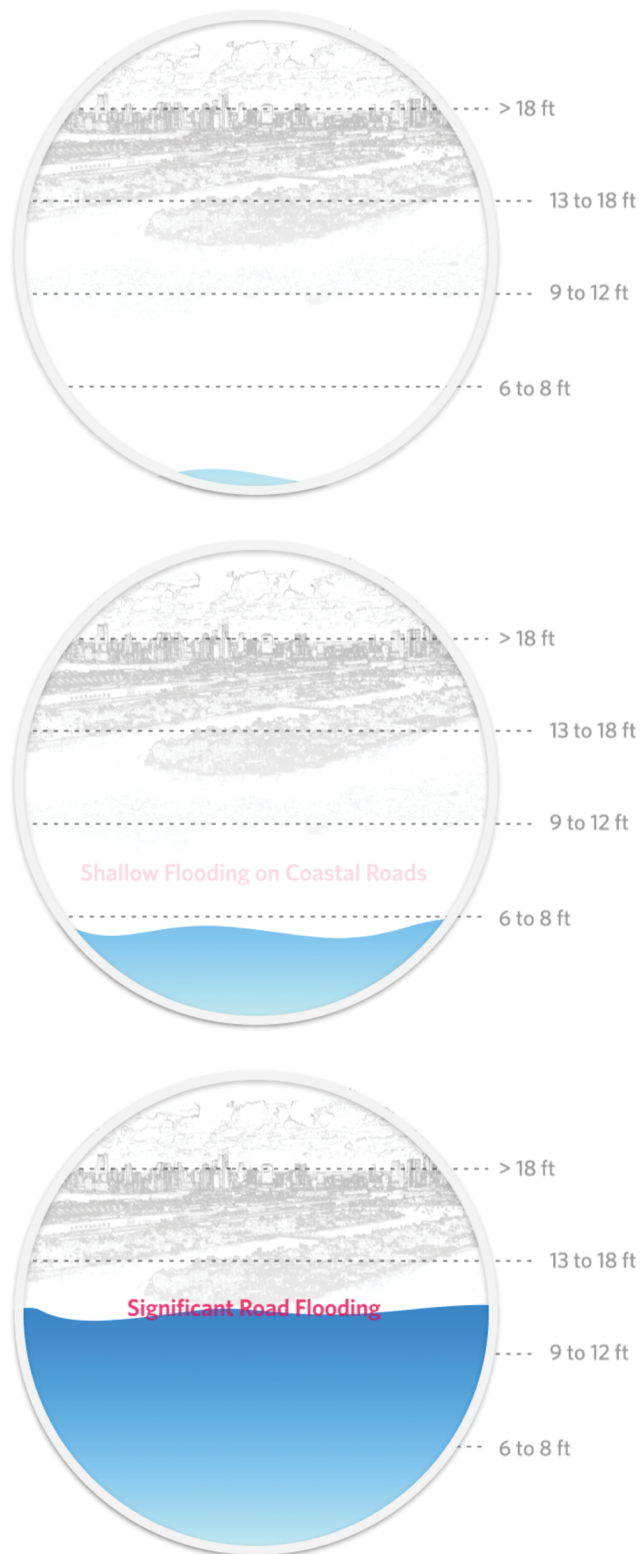 > 18 ft
13 to 18 ft
9 to 12 ft
6 to 8 ft
> 18 ft
13 to 18 ft
9 to 12 ft
Shallow Flooding on Coastal Roads
6 to 8 ft
> 18 ft
13 to 18 ft
Significant Road Flooding
9 to 12 ft
6 to 8 ft